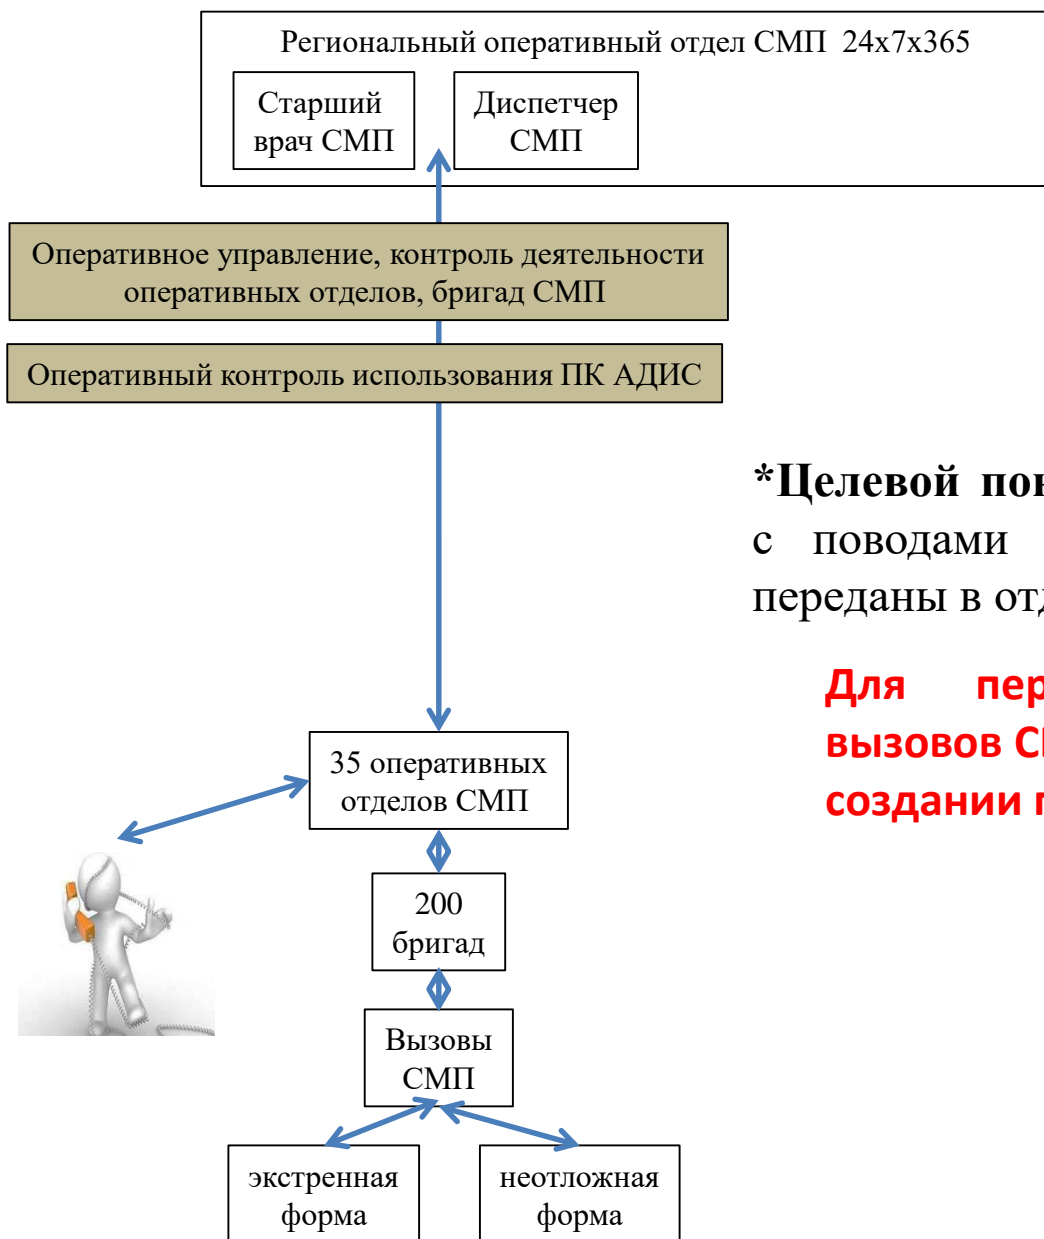 Региональный оперативный отдел СМП 24х7х365
Старший
врач СМП
Диспетчер
СМП
Оперативное управление, контроль деятельности
оперативных отделов, бригад СМП
Оперативный контроль использования ПК АДИС
*Целевой
с поводами
переданы в
Для
вызовов
создании
35 оперативных
отделов СМП
200
бригад
Вызовы
СМП
экстренная
форма
неотложная
форма